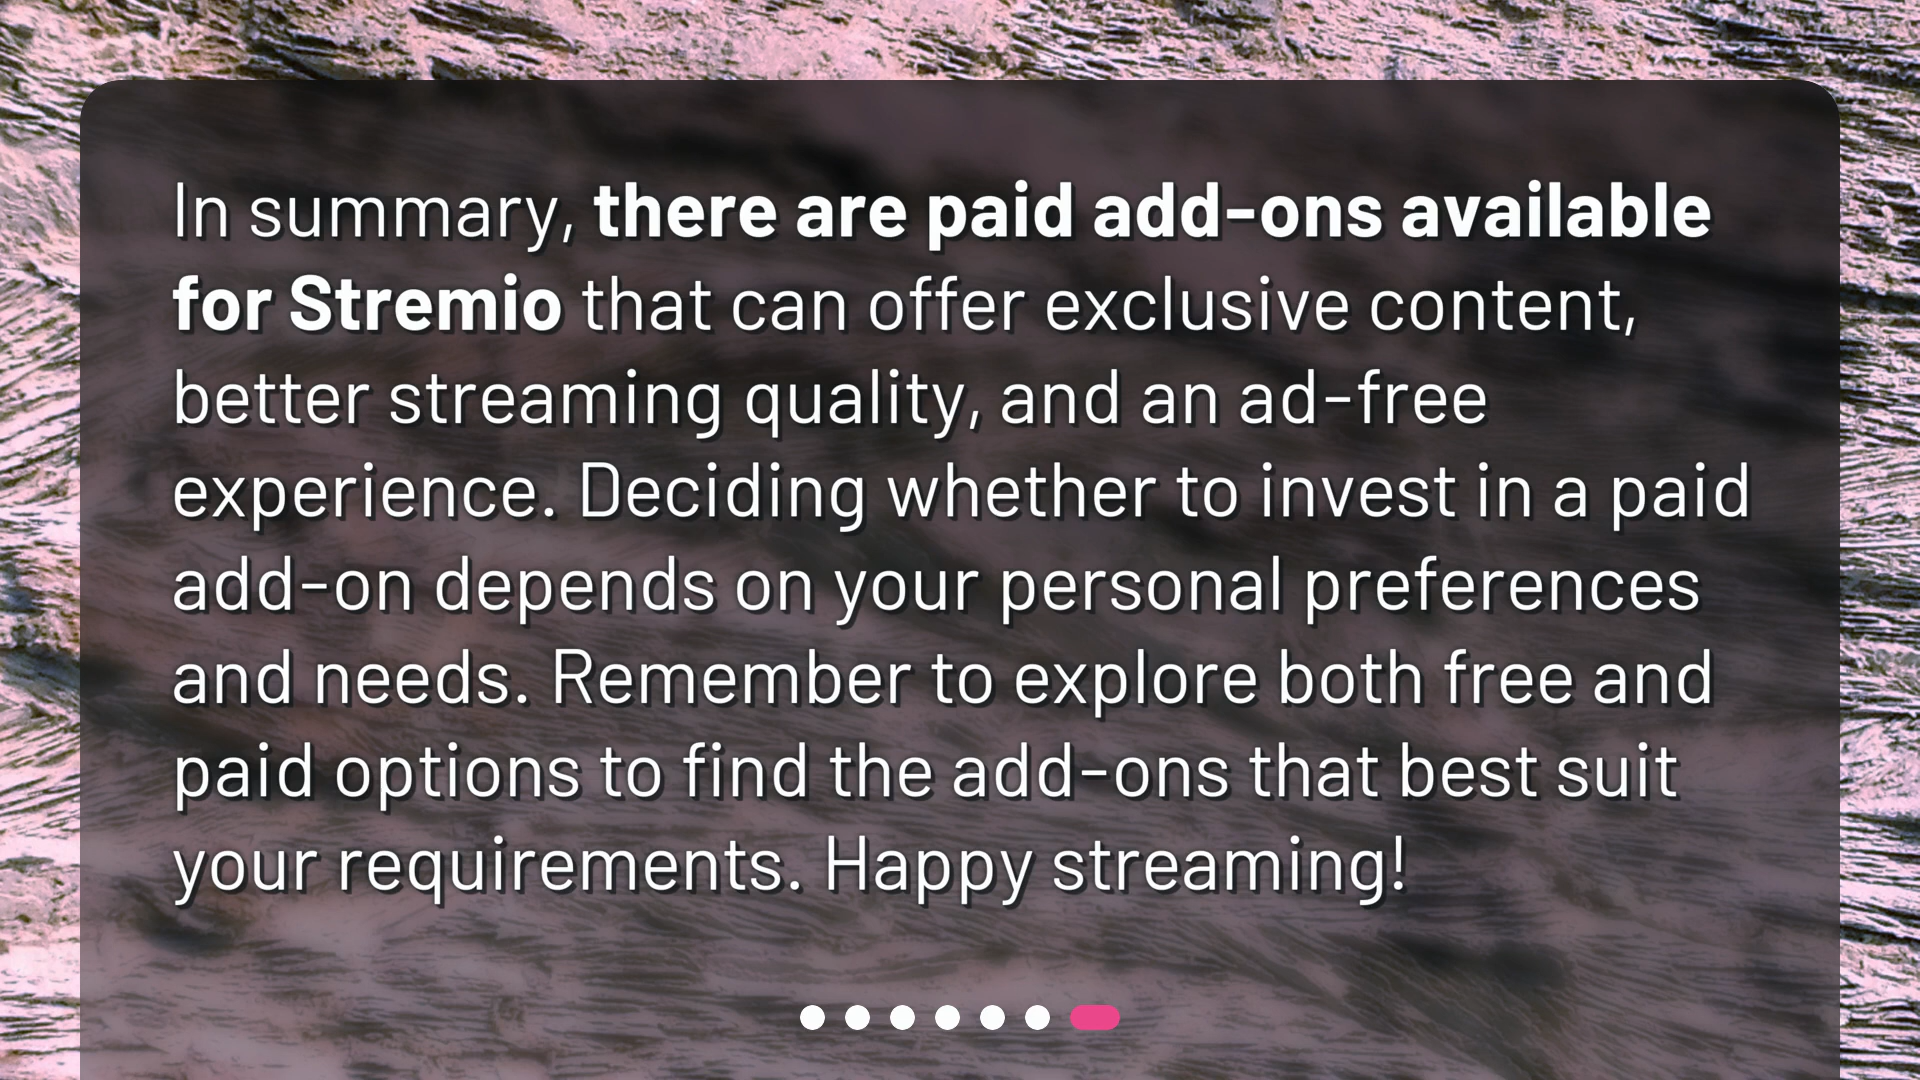 In summary, there are paid add-ons available
for Stremio that can offer exclusive content,
better streaming quality, and an ad-free
experience. Deciding whether to invest in a paid
add-on depends on your personal preferences
and needs. Remember to explore both free and
paid options to find the add-ons that best suit
your requirements. Happy streaming!